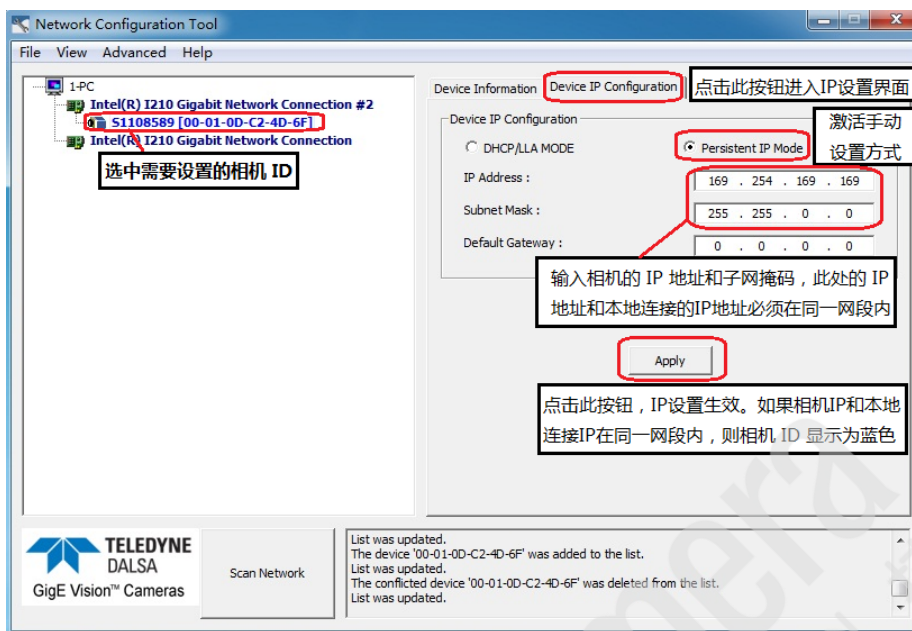 Network Configuration Tool
File View Advanced Help
1-PC
Intel(R) I210 Gigabit Network Connection #2
S1108589 [00-01-0D-C2-4D-6F]
Intel(R) I210 Gigabit Network Connection
选中需要设置的相机 ID
Device Information Device IP Configuration
点击此按钮进入IP设置界面
Device IP Configuration
激活手动
设置方式
DHCP/LLA MODE
Persistent IP Mode
IP Address : 169 . 254 . 169 . 169
Subnet Mask : 255 . 255 . 0 . 0
Default Gateway : 0 . 0 . 0 . 0
输入相机的 IP 地址和子网掩码，此处的 IP
地址和本地连接的IP地址必须在同一网段内
Apply
点击此按钮，IP设置生效。如果相机IP和本地
连接IP在同一网段内，则相机 ID 显示为蓝色
TELEDYNE
DALSA
GigE Vision™ Cameras
Scan Network
List was updated.
The device '00-01-0D-C2-4D-6F' was added to the list.
List was updated.
The conflicted device '00-01-0D-C2-4D-6F' was deleted from the list.
List was updated.